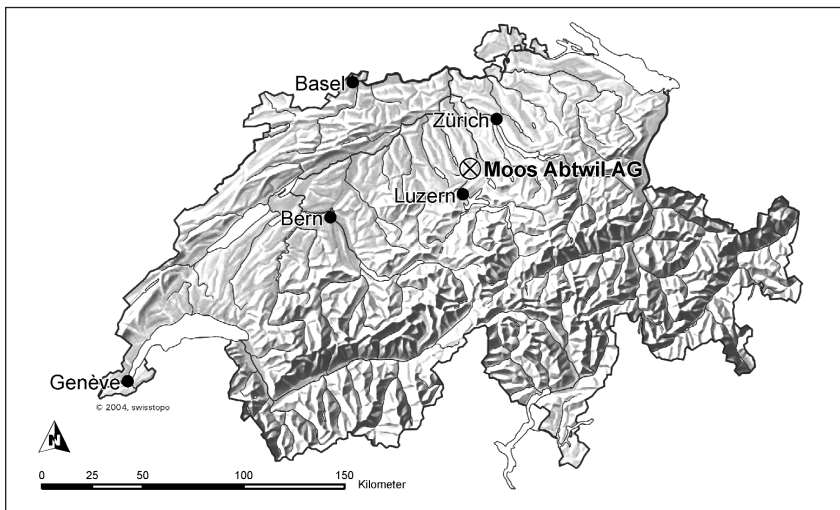 Basel
Zürich
Moos Abtwil AG
Luzern
Bern
Genève
© 2004, swisstopo
N
0 25 50 100 150 Kilometer